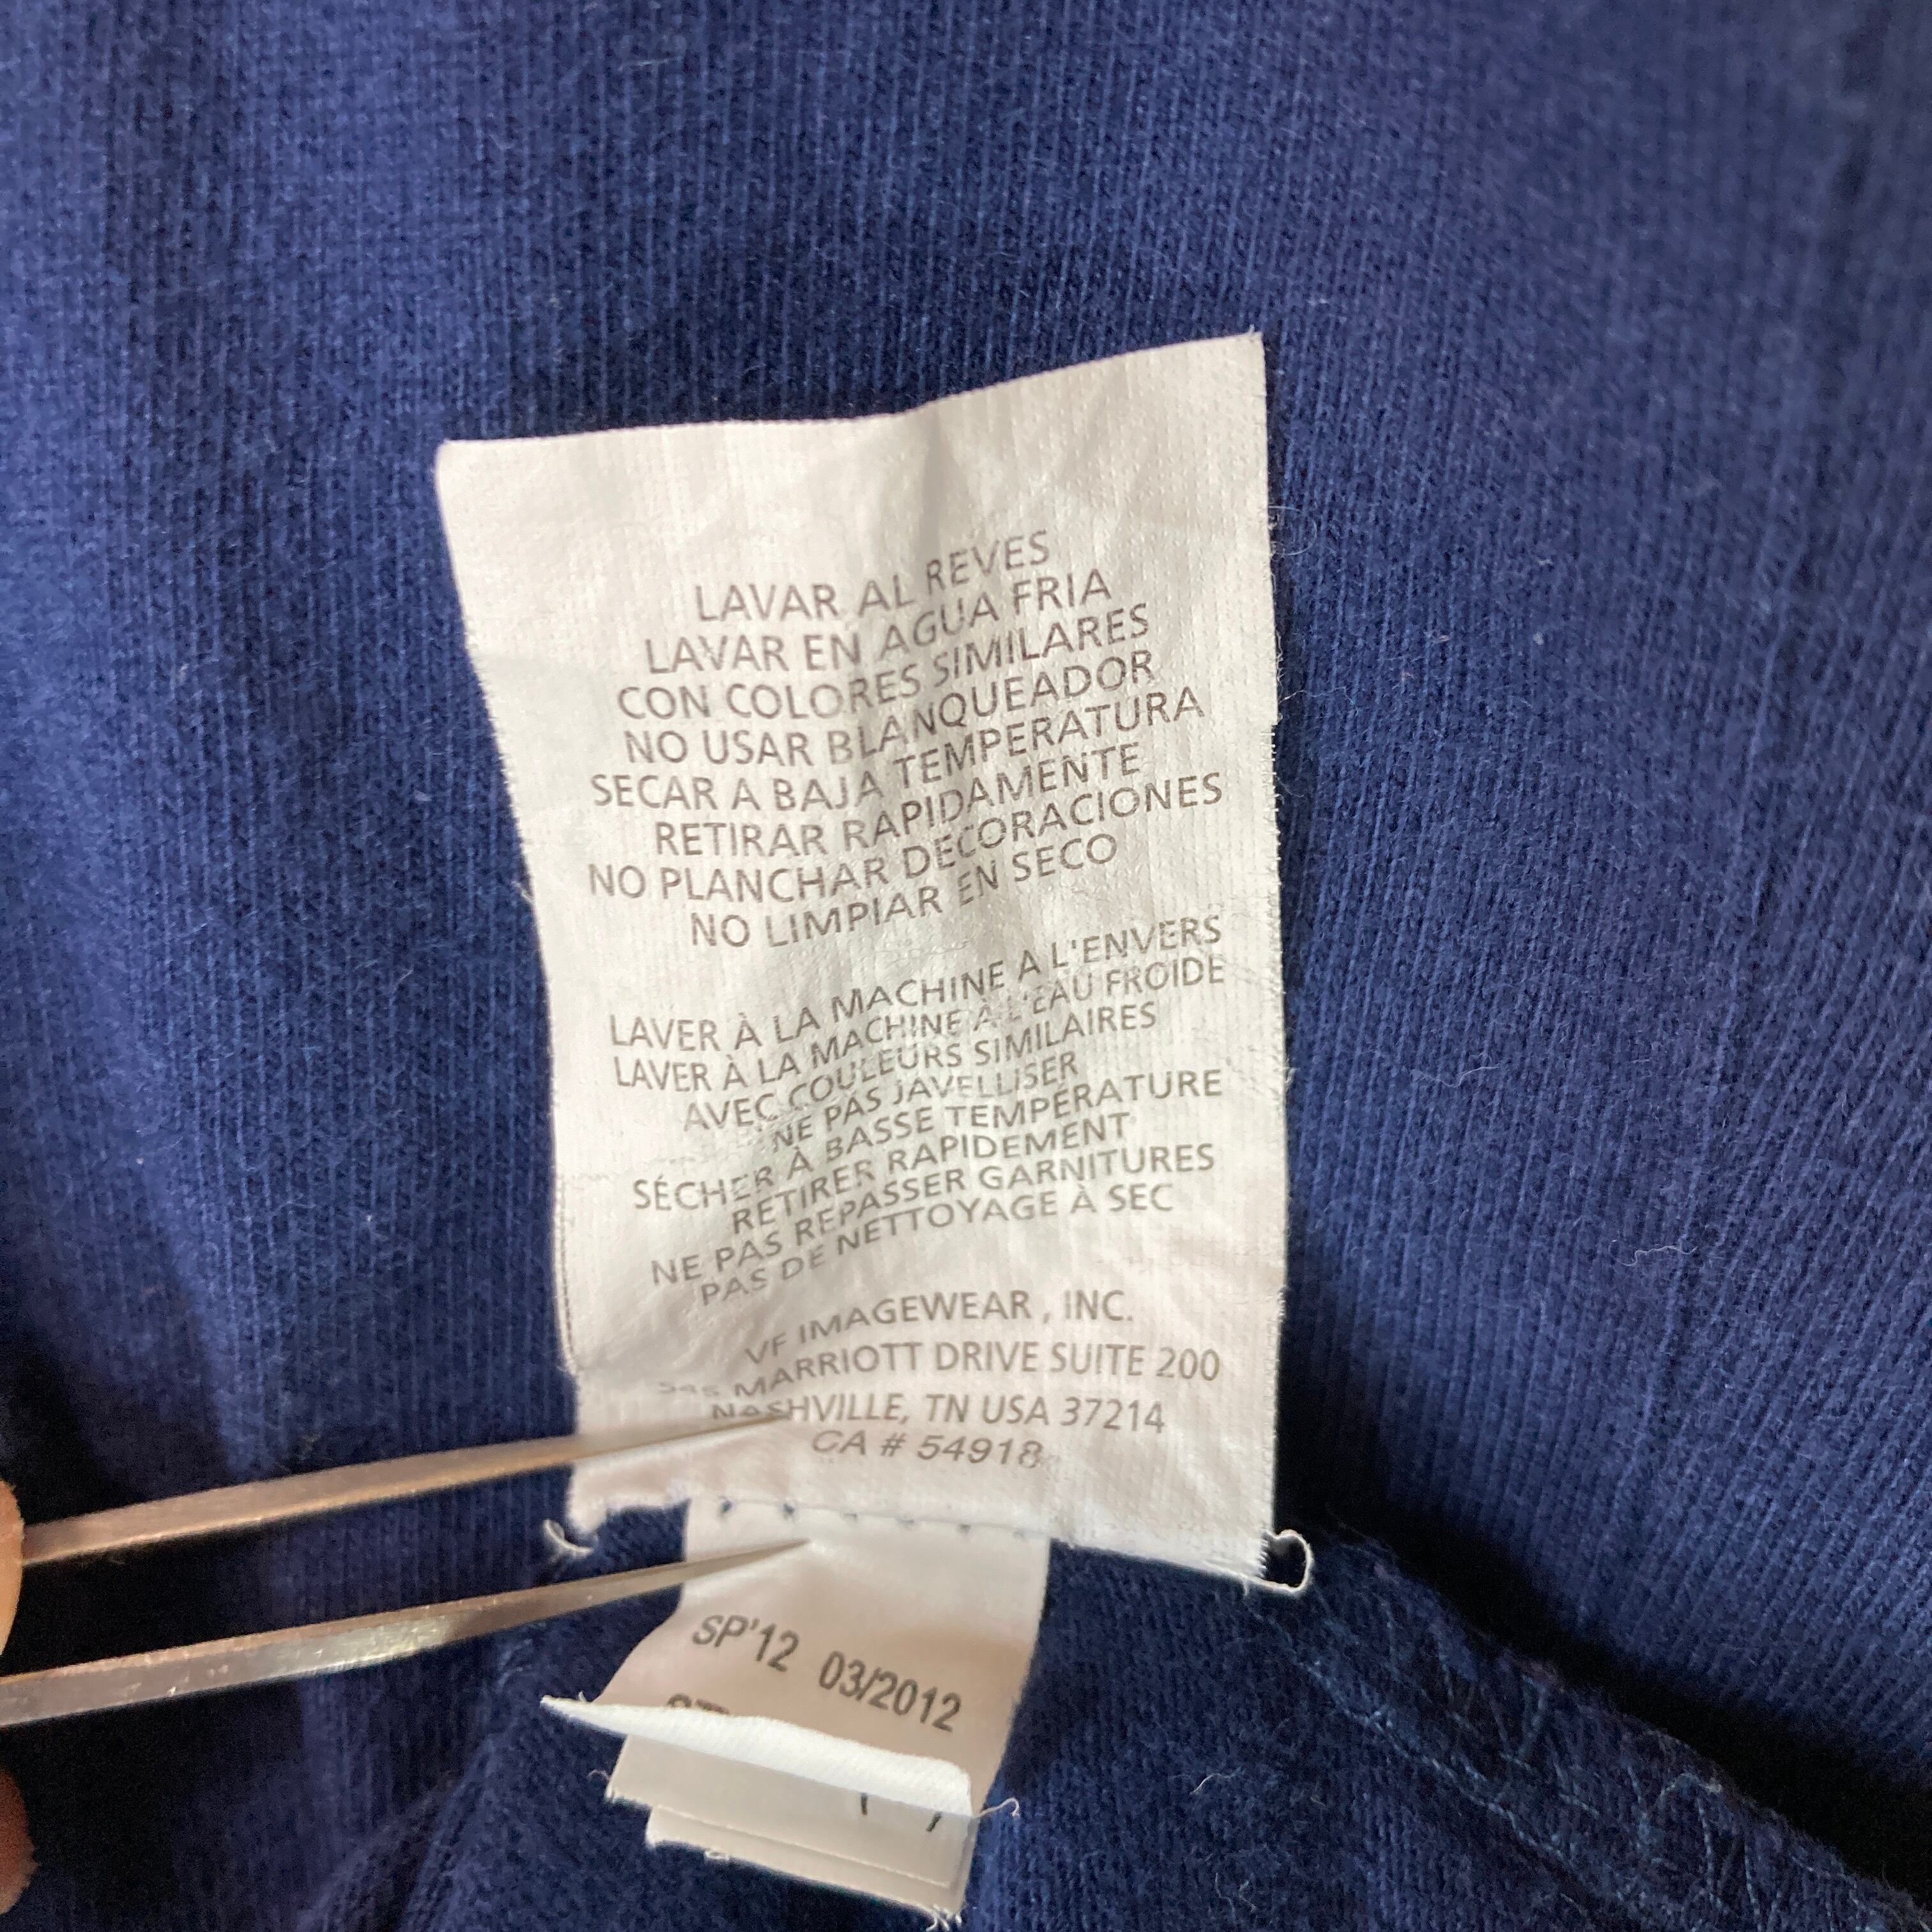 LAVAR AL REVES
LAVAR EN AGUA FRIA
CON COLORES SIMILARES
NO USAR BLANQUEADOR
SECAR A BAJA TEMPERATURA
RETIRAR RAPIDAMENTE
NO PLANCHAR DECORACIONES
NO LIMPIAR EN SECO
LAVER À LA MACHINE A L'ENVERS
LAVER À LA MACHINE À L'EAU FROIDE
AVEC COULEURS SIMILAIRES
NE PAS JAVELLISER
SÉCHER À BASSE TEMPÉRATURE
RETIRER RAPIDEMENT
NE PAS REPASSER GARNITURES
PAS DE NETTOYAGE À SEC
VF IMAGEWEAR, INC.
MARRIOTT DRIVE SUITE 200
NASHVILLE, TN USA 37214
CA # 54918
SP'12 03/2012